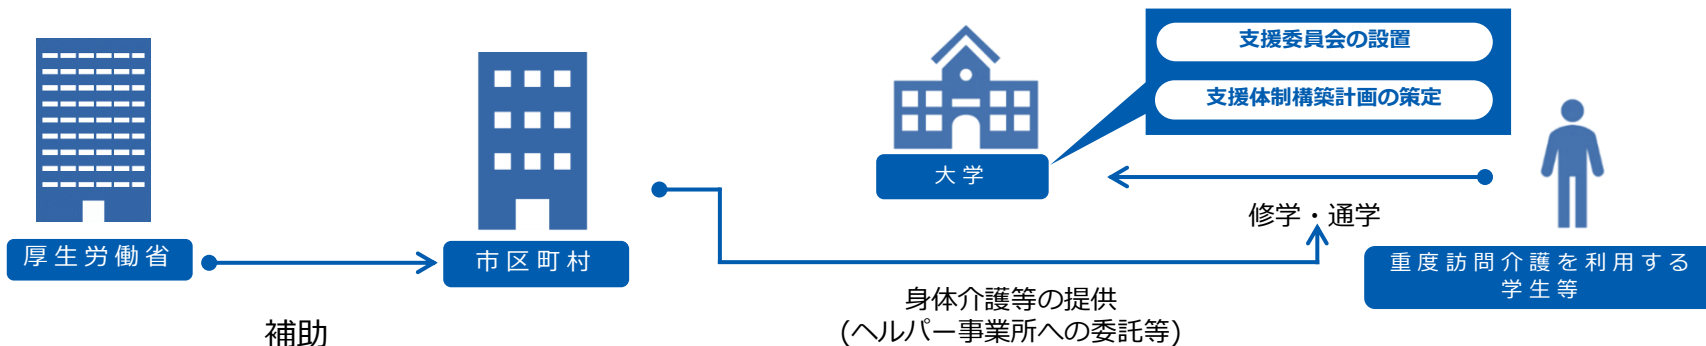 支援委員会の設置
支援体制構築計画の策定
大学
修学・通学
厚生労働省
市区町村
重度訪問介護を利用する
学生等
身体介護等の提供
(ヘルパー事業所への委託等)
補助